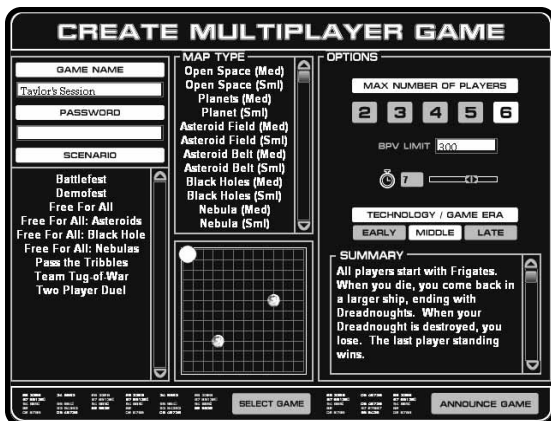 CREATE MULTIPLAYER GAME
GAME NAME
Taylor's Session
PASSWORD
SCENARIO
Battlefest
Demofest
Free For All
Free For All: Asteroids
Free For All: Black Hole
Free For All: Nebulas
Pass the Tribbles
Team Tug-of-War
Two Player Duel
MAP TYPE
Open Space (Med)
Open Space (Sml)
Planets (Med)
Planet (Sml)
Asteroid Field (Med)
Asteroid Field (Sml)
Asteroid Belt (Med)
Asteroid Belt (Sml)
Black Holes (Med)
Black Holes (Sml)
Nebula (Med)
Nebula (Sml)
OPTIONS
MAX NUMBER OF PLAYERS
2 3 4 5 6
BPV LIMIT 300
7
TECHNOLOGY / GAME ERA
EARLY MIDDLE LATE
SUMMARY
All players start with Frigates.
When you die, you come back in
a larger ship, ending with
Dreadnoughts. When your
Dreadnought is destroyed, you
lose. The last player standing
wins.
SELECT GAME
ANNOUNCE GAME